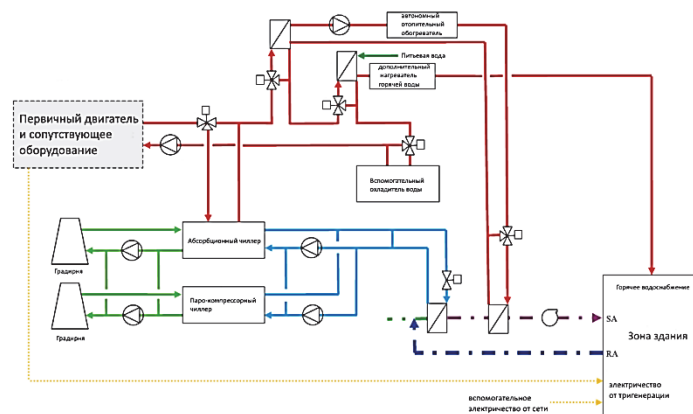 автономный
отопительный
обогреватель
Питьевая вода
дополнительный
нагреватель
горячей воды
Первичный двигатель
и сопутствующее
оборудование
Вспомогательный
охладитель воды
Абсорбционный чиллер
Градирня
Паро-компрессорный
чиллер
Градирня
Горячее водоснабжение
SA
Зона здания
RA
электричество
от тригенерации
вспомогательное
электричество от сети